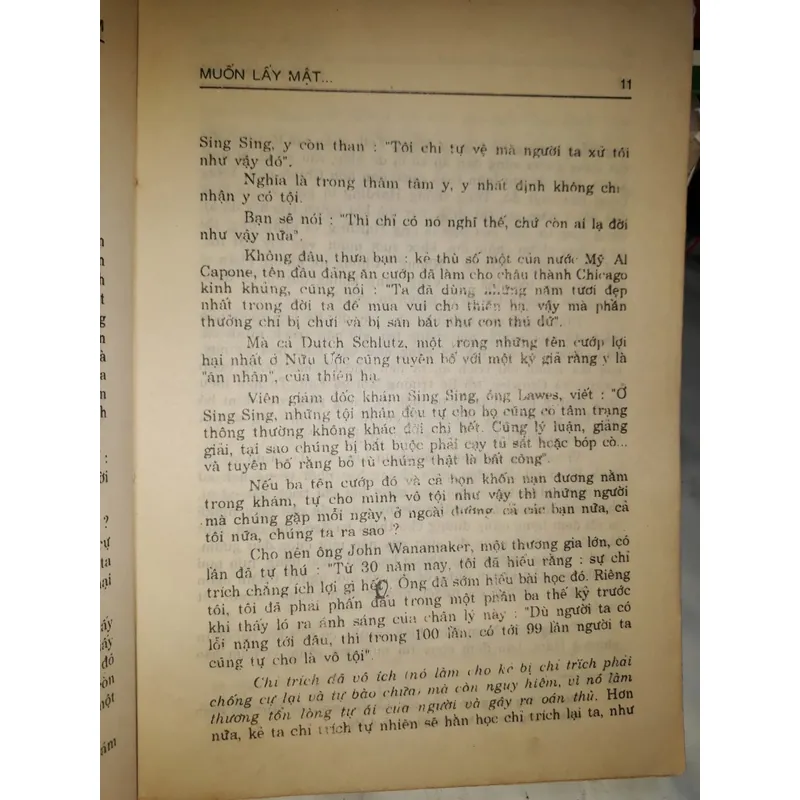 MUỐN LẤY MẬT... 11
Sing Sing, y còn than : "Tôi chỉ tự vệ mà người ta xử tôi
như vậy đó".
Nghĩa là trong thâm tâm y, y nhất định không chị
nhận y có tội.
Bạn sẽ nói : "Thì chỉ có nó nghĩ thế, chứ còn ai lạ đời
như vậy nữa".
Không đâu, thưa bạn : kẻ thù số một của nước Mỹ Al
Capone, tên đầu đảng ăn cướp đã làm cho châu thành Chicago
kinh khủng, cũng nói : "Ta đã dùng những năm tươi đẹp
nhất trong đời ta để mua vui cho thiên hạ, vậy mà phần
thưởng chỉ bị chửi và bị săn bắt như con thú dữ".
Mà cả Dutch Schlutz, một trong những tên cướp lợi
hại nhất ở Nữu Ước cũng tuyên bố với một ký giả rằng y là
"ân nhân", của thiên hạ.
Viên giám đốc khám Sing Sing, ông Lawes, viết : "Ở
Sing Sing, những tội nhân đều tự cho họ cũng có tâm trạng
thông thường không khác đời chi hết. Cũng lý luận, giảng
giải, tại sao chúng bị bắt buộc phải cạy tủ sắt hoặc bóp cò...
và tuyên bố rằng bỏ tù chúng thật là bất công".
Nếu ba tên cướp đó và cả bọn khốn nạn đương nằm
trong khám, tự cho mình vô tội như vậy thì những người
mà chúng gặp mỗi ngày, ở ngoài đường, cả các bạn nữa, cả
tôi nữa, chúng ta ra sao ?
Cho nên ông John Wanamaker, một thương gia lớn, có
lần đã tự thú : "Từ 30 năm nay, tôi đã hiểu rằng : sự chỉ
trích chẳng ích lợi gì hết". Ông đã sớm hiểu bài học đó. Riêng
tôi, tôi đã phải phấn đấu trong một phần ba thế kỷ trước
khi thấy ló ra ánh sáng của chân lý này : "Dù người ta có
lỗi nặng tới đâu, thì trong 100 lần, có tới 99 lần người ta
cũng tự cho là vô tội".
Chỉ trích đã vô ích (nó làm cho kẻ bị chỉ trích phải
chống cự lại và tự bào chữa) mà còn nguy hiểm, vì nó làm
thương tổn lòng tự ái của người và gây ra oán thù. Hơn
nữa, kẻ ta chỉ trích tự nhiên sẽ hằn học chỉ trích lại ta, như